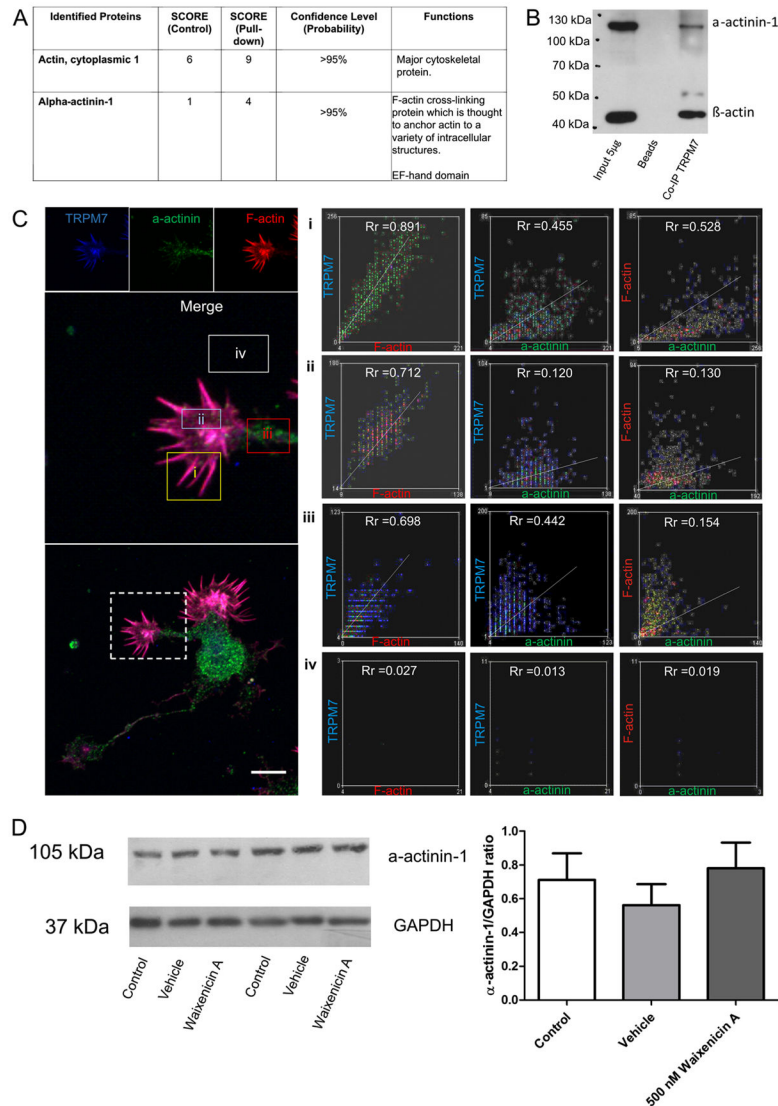 A
Identified Proteins SCORE (Control) SCORE (Pull-down) Confidence Level (Probability) Functions
Actin, cytoplasmic 1 6 9 >95% Major cytoskeletal protein.
Alpha-actinin-1 1 4 >95% F-actin cross-linking protein which is thought to anchor actin to a variety of intracellular structures.
EF-hand domain
B
130 kDa
100 kDa
70 kDa
55 kDa
40 kDa
a-actinin-1
ß-actin
Input 5µg
Beads
Co-IP TRPM7
C
TRPM7 a-actinin F-actin
Merge
iv
ii
iii
i
i
Rr =0.891
TRPM7
F-actin
Rr =0.455
TRPM7
a-actinin
Rr =0.528
F-actin
a-actinin
ii
Rr =0.712
TRPM7
F-actin
Rr =0.120
TRPM7
a-actinin
Rr =0.130
F-actin
a-actinin
iii
Rr =0.698
TRPM7
F-actin
Rr =0.442
TRPM7
a-actinin
Rr =0.154
F-actin
a-actinin
iv
Rr =0.027
TRPM7
F-actin
Rr =0.013
TRPM7
a-actinin
Rr =0.019
F-actin
a-actinin
D
105 kDa
a-actinin-1
37 kDa
GAPDH
Control
Vehicle
Waixenicin A
Control
Vehicle
Waixenicin A
α-actinin-1/GAPDH ratio
1.0
0.8
0.6
0.4
0.2
0.0
Control
Vehicle
500 nM Waixenicin A